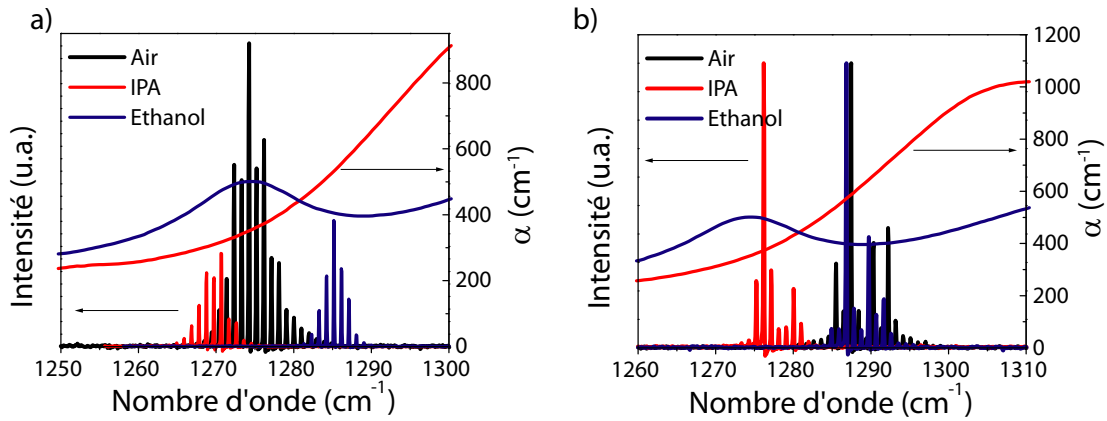 a)
Air
IPA
Ethanol
Intensité (u.a.)
α (cm⁻¹)
800
600
400
200
0
1250 1260 1270 1280 1290 1300
Nombre d'onde (cm⁻¹)
b)
Air
IPA
Ethanol
Intensité (u.a.)
α (cm⁻¹)
1200
1000
800
600
400
200
0
1260 1270 1280 1290 1300 1310
Nombre d'onde (cm⁻¹)